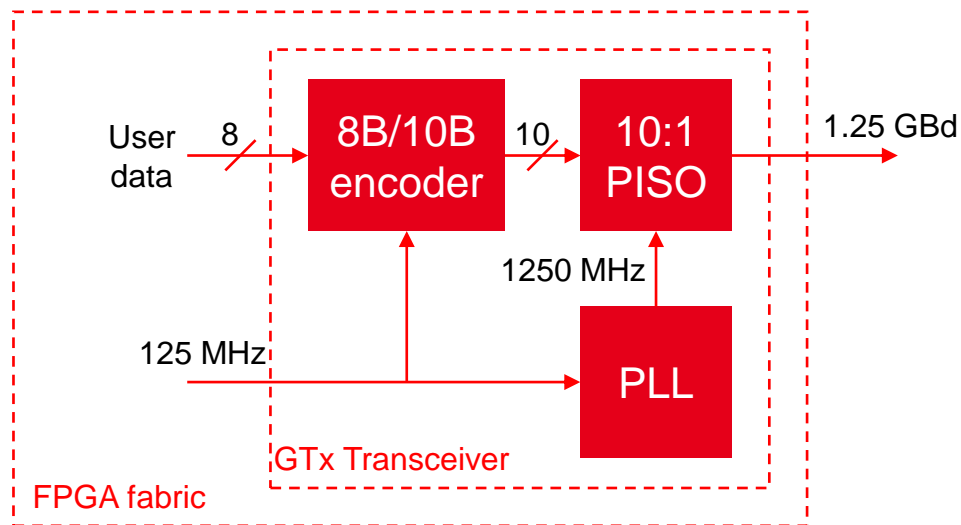 User
data
8
8B/10B
encoder
10
10:1
PISO
1.25 GBd
1250 MHz
125 MHz
PLL
GTx Transceiver
FPGA fabric